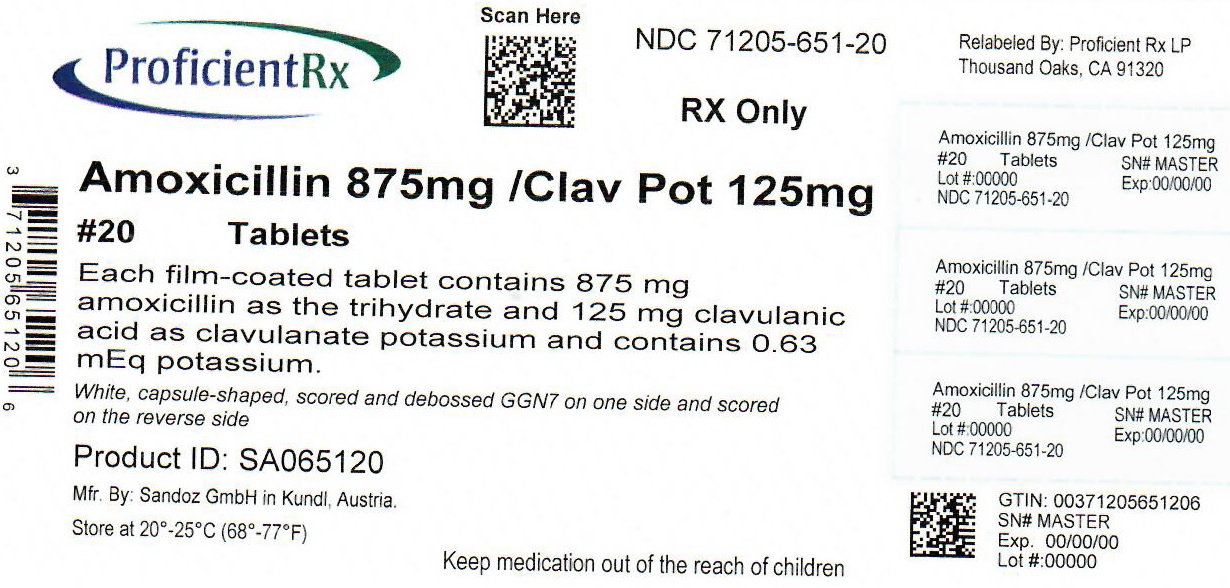 ProficientRx
Scan Here
NDC 71205-651-20
RX Only
Amoxicillin 875mg /Clav Pot 125mg
#20 Tablets
Each film-coated tablet contains 875 mg
amoxicillin as the trihydrate and 125 mg clavulanic
acid as clavulanate potassium and contains 0.63
mEq potassium.
White, capsule-shaped, scored and debossed GGN7 on one side and scored
on the reverse side
Product ID: SA065120
Mfr. By: Sandoz GmbH in Kundl, Austria.
Store at 20°-25°C (68°-77°F)
Keep medication out of the reach of children
3 71205 65120 6
Relabeled By: Proficient Rx LP
Thousand Oaks, CA 91320
Amoxicillin 875mg /Clav Pot 125mg
#20 Tablets SN# MASTER
Lot #:00000 Exp:00/00/00
NDC 71205-651-20
Amoxicillin 875mg /Clav Pot 125mg
#20 Tablets SN# MASTER
Lot #:00000 Exp:00/00/00
NDC 71205-651-20
Amoxicillin 875mg /Clav Pot 125mg
#20 Tablets SN# MASTER
Lot #:00000 Exp:00/00/00
NDC 71205-651-20
GTIN: 00371205651206
SN# MASTER
Exp. 00/00/00
Lot #:00000